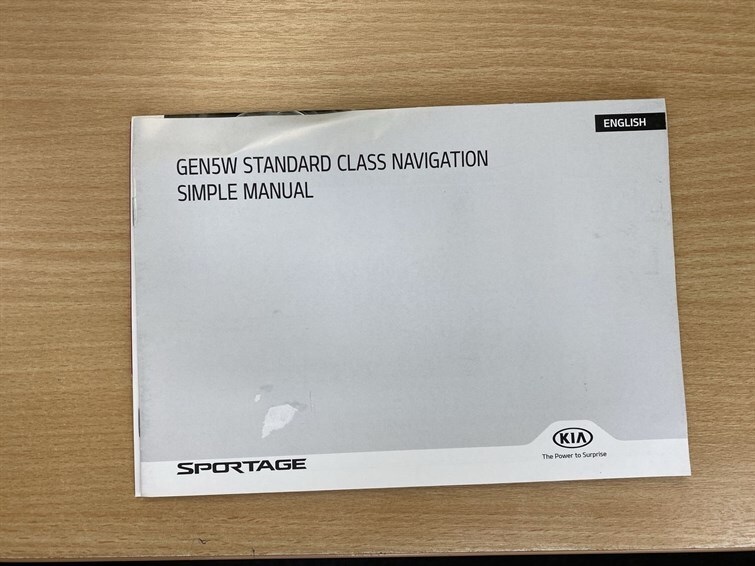 ENGLISH
GEN5W STANDARD CLASS NAVIGATION
SIMPLE MANUAL
KIA
The Power to Surprise
SPORTAGE